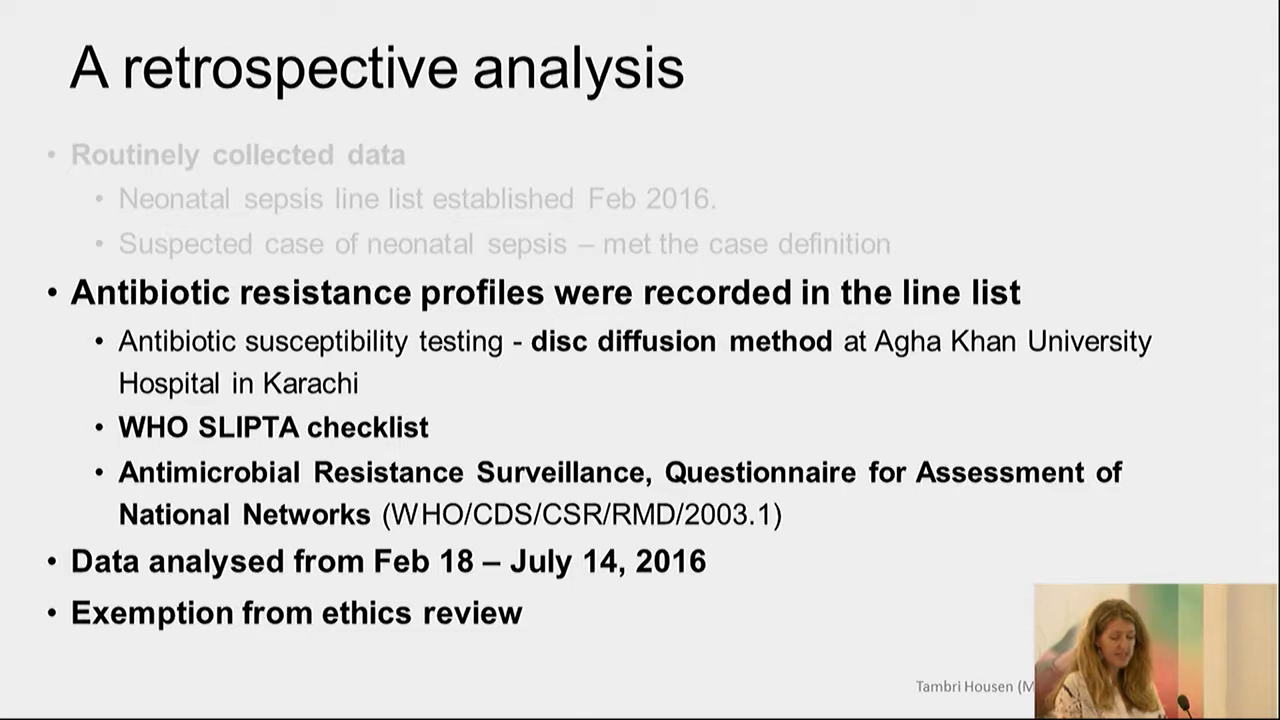 A retrospective analysis
• Routinely collected data
• Neonatal sepsis line list established Feb 2016.
• Suspected case of neonatal sepsis – met the case definition
• Antibiotic resistance profiles were recorded in the line list
• Antibiotic susceptibility testing - disc diffusion method at Agha Khan University
Hospital in Karachi
• WHO SLIPTA checklist
• Antimicrobial Resistance Surveillance, Questionnaire for Assessment of
National Networks (WHO/CDS/CSR/RMD/2003.1)
• Data analysed from Feb 18 – July 14, 2016
• Exemption from ethics review
Tambri Housen (M